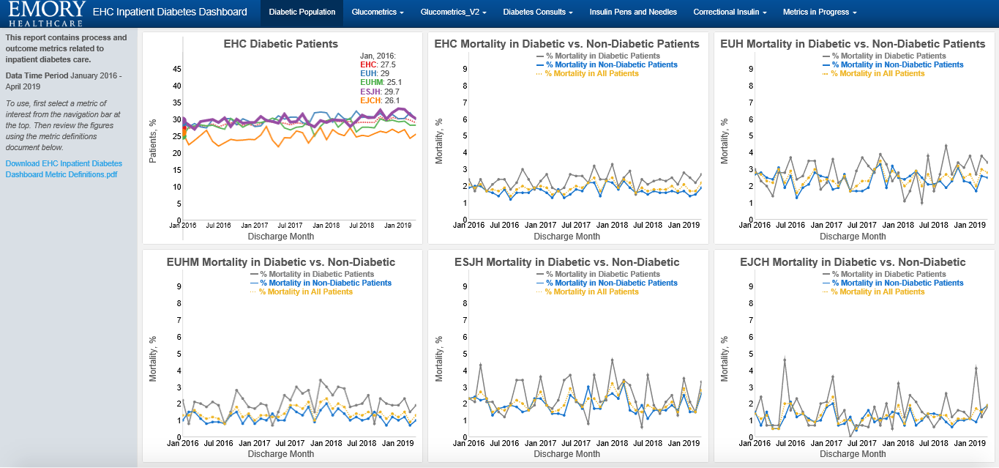 EMORY
HEALTHCARE
EHC Inpatient Diabetes Dashboard
Diabetic Population
Glucometrics
Glucometrics_V2
Diabetes Consults
Insulin Pens and Needles
Correctional Insulin
Metrics in Progress
This report contains process and
outcome metrics related to
inpatient diabetes care.
Data Time Period January 2016 -
April 2019
To use, first select a metric of
interest from the navigation bar at
the top. Then review the figures
using the metric definitions
document below.
Download EHC Inpatient Diabetes
Dashboard Metric Definitions.pdf
EHC Diabetic Patients
Jan, 2016:
EHC: 27.5
EUH: 29
EUHM: 25.1
ESJH: 29.7
EJCH: 26.1
Patients, %
45
40
35
30
25
20
15
10
5
0
Jan 2016 Jul 2016 Jan 2017 Jul 2017 Jan 2018 Jul 2018 Jan 2019
Discharge Month
EHC Mortality in Diabetic vs. Non-Diabetic Patients
% Mortality in Diabetic Patients
% Mortality in Non-Diabetic Patients
% Mortality in All Patients
Mortality, %
9
8
7
6
5
4
3
2
1
0
Jan 2016 Jul 2016 Jan 2017 Jul 2017 Jan 2018 Jul 2018 Jan 2019
Discharge Month
EUH Mortality in Diabetic vs. Non-Diabetic Patients
% Mortality in Diabetic Patients
% Mortality in Non-Diabetic Patients
% Mortality in All Patients
Mortality, %
9
8
7
6
5
4
3
2
1
0
Jan 2016 Jul 2016 Jan 2017 Jul 2017 Jan 2018 Jul 2018 Jan 2019
Discharge Month
EUHM Mortality in Diabetic vs. Non-Diabetic
% Mortality in Diabetic Patients
% Mortality in Non-Diabetic Patients
% Mortality in All Patients
Mortality, %
9
8
7
6
5
4
3
2
1
0
Jan 2016 Jul 2016 Jan 2017 Jul 2017 Jan 2018 Jul 2018 Jan 2019
Discharge Month
ESJH Mortality in Diabetic vs. Non-Diabetic
% Mortality in Diabetic Patients
% Mortality in Non-Diabetic Patients
% Mortality in All Patients
Mortality, %
9
8
7
6
5
4
3
2
1
0
Jan 2016 Jul 2016 Jan 2017 Jul 2017 Jan 2018 Jul 2018 Jan 2019
Discharge Month
EJCH Mortality in Diabetic vs. Non-Diabetic
% Mortality in Diabetic Patients
% Mortality in Non-Diabetic Patients
% Mortality in All Patients
Mortality, %
9
8
7
6
5
4
3
2
1
0
Jan 2016 Jul 2016 Jan 2017 Jul 2017 Jan 2018 Jul 2018 Jan 2019
Discharge Month